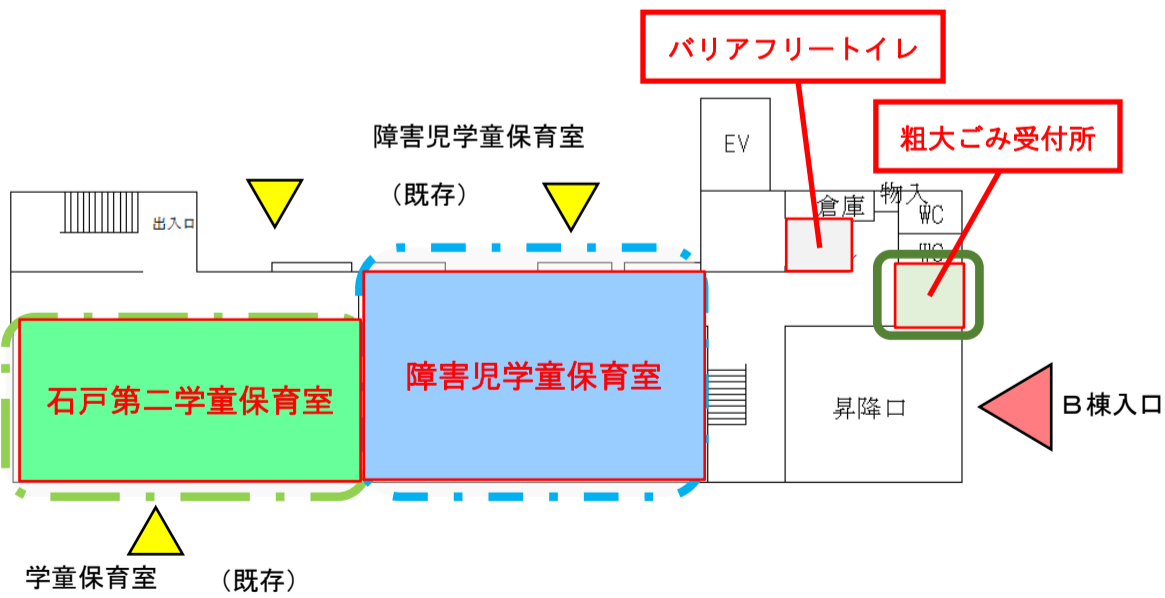 バリアフリートイレ
粗大ごみ受付所
障害児学童保育室
（既存）
EV
倉庫
物入
WC
WC
出入口
石戸第二学童保育室
障害児学童保育室
昇降口
B棟入口
学童保育室
（既存）